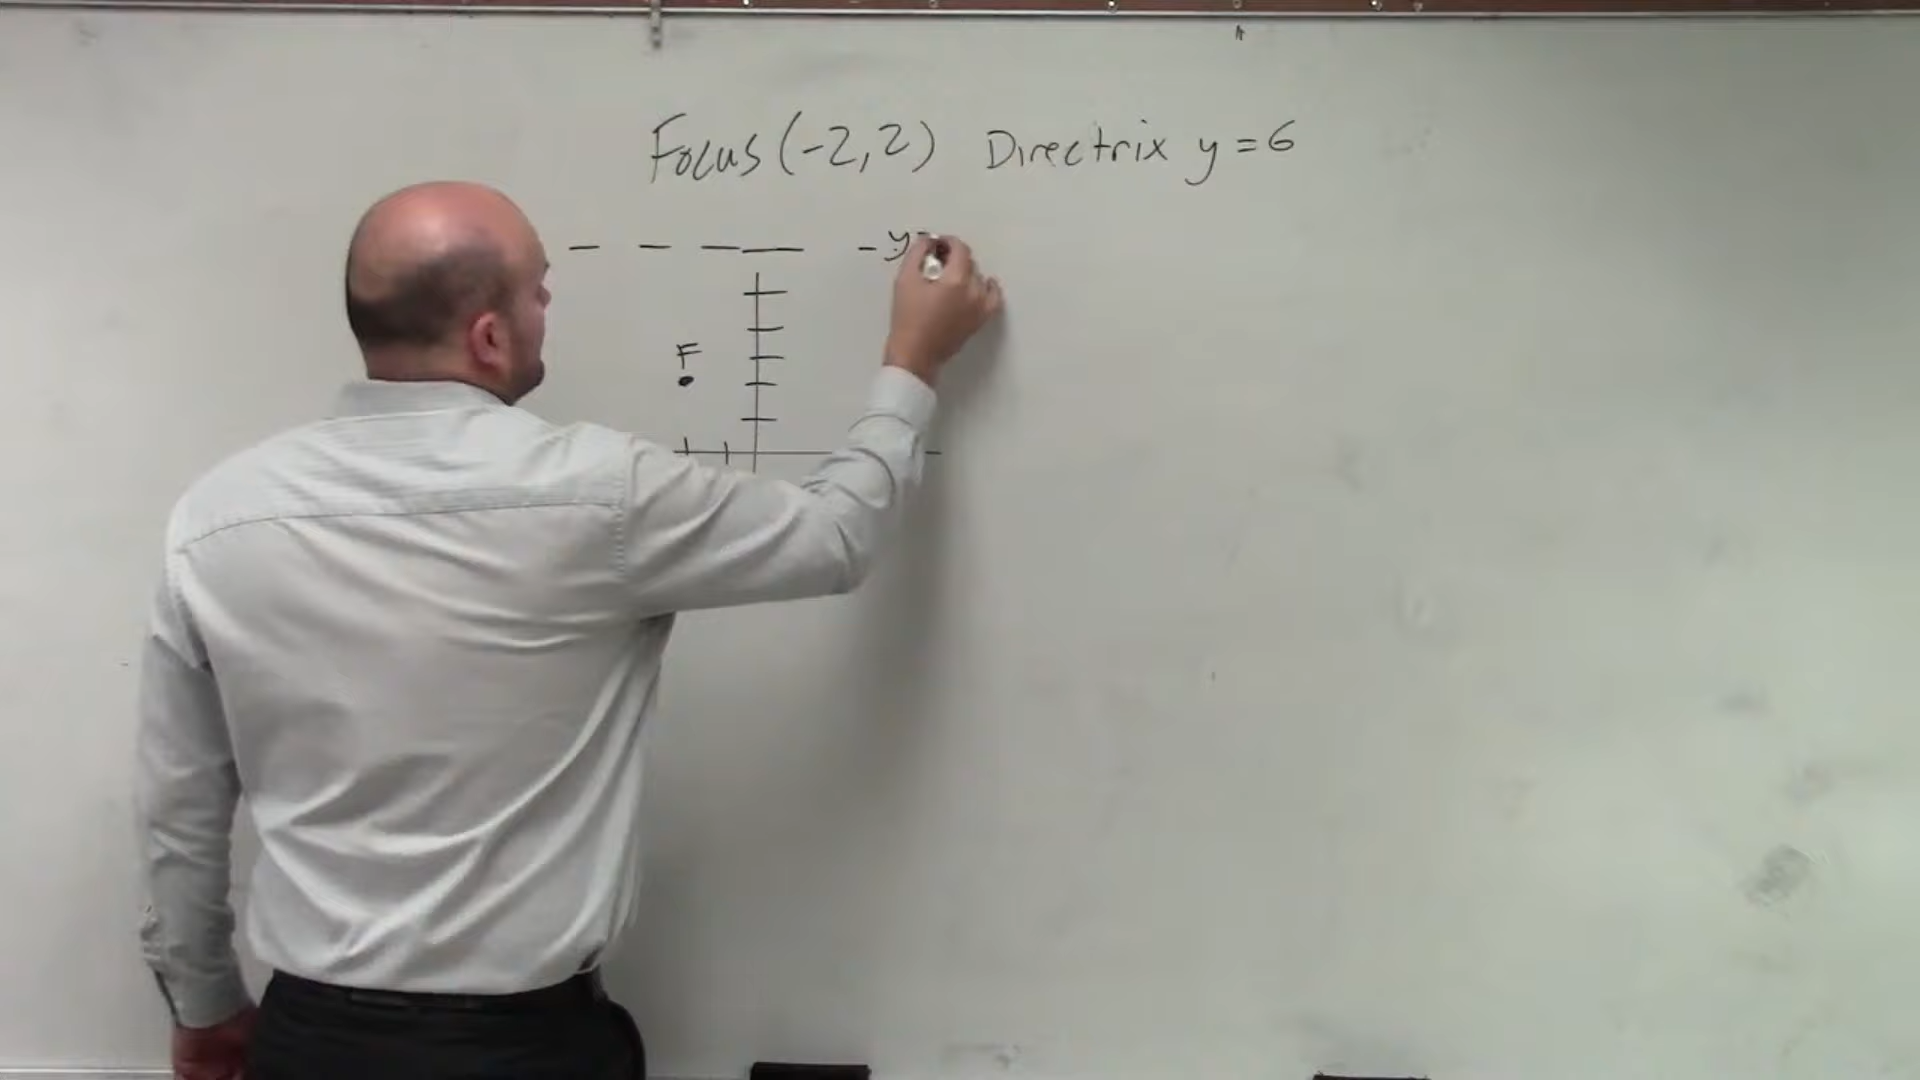 Focus (-2,2) Directrix y=6
y=
F